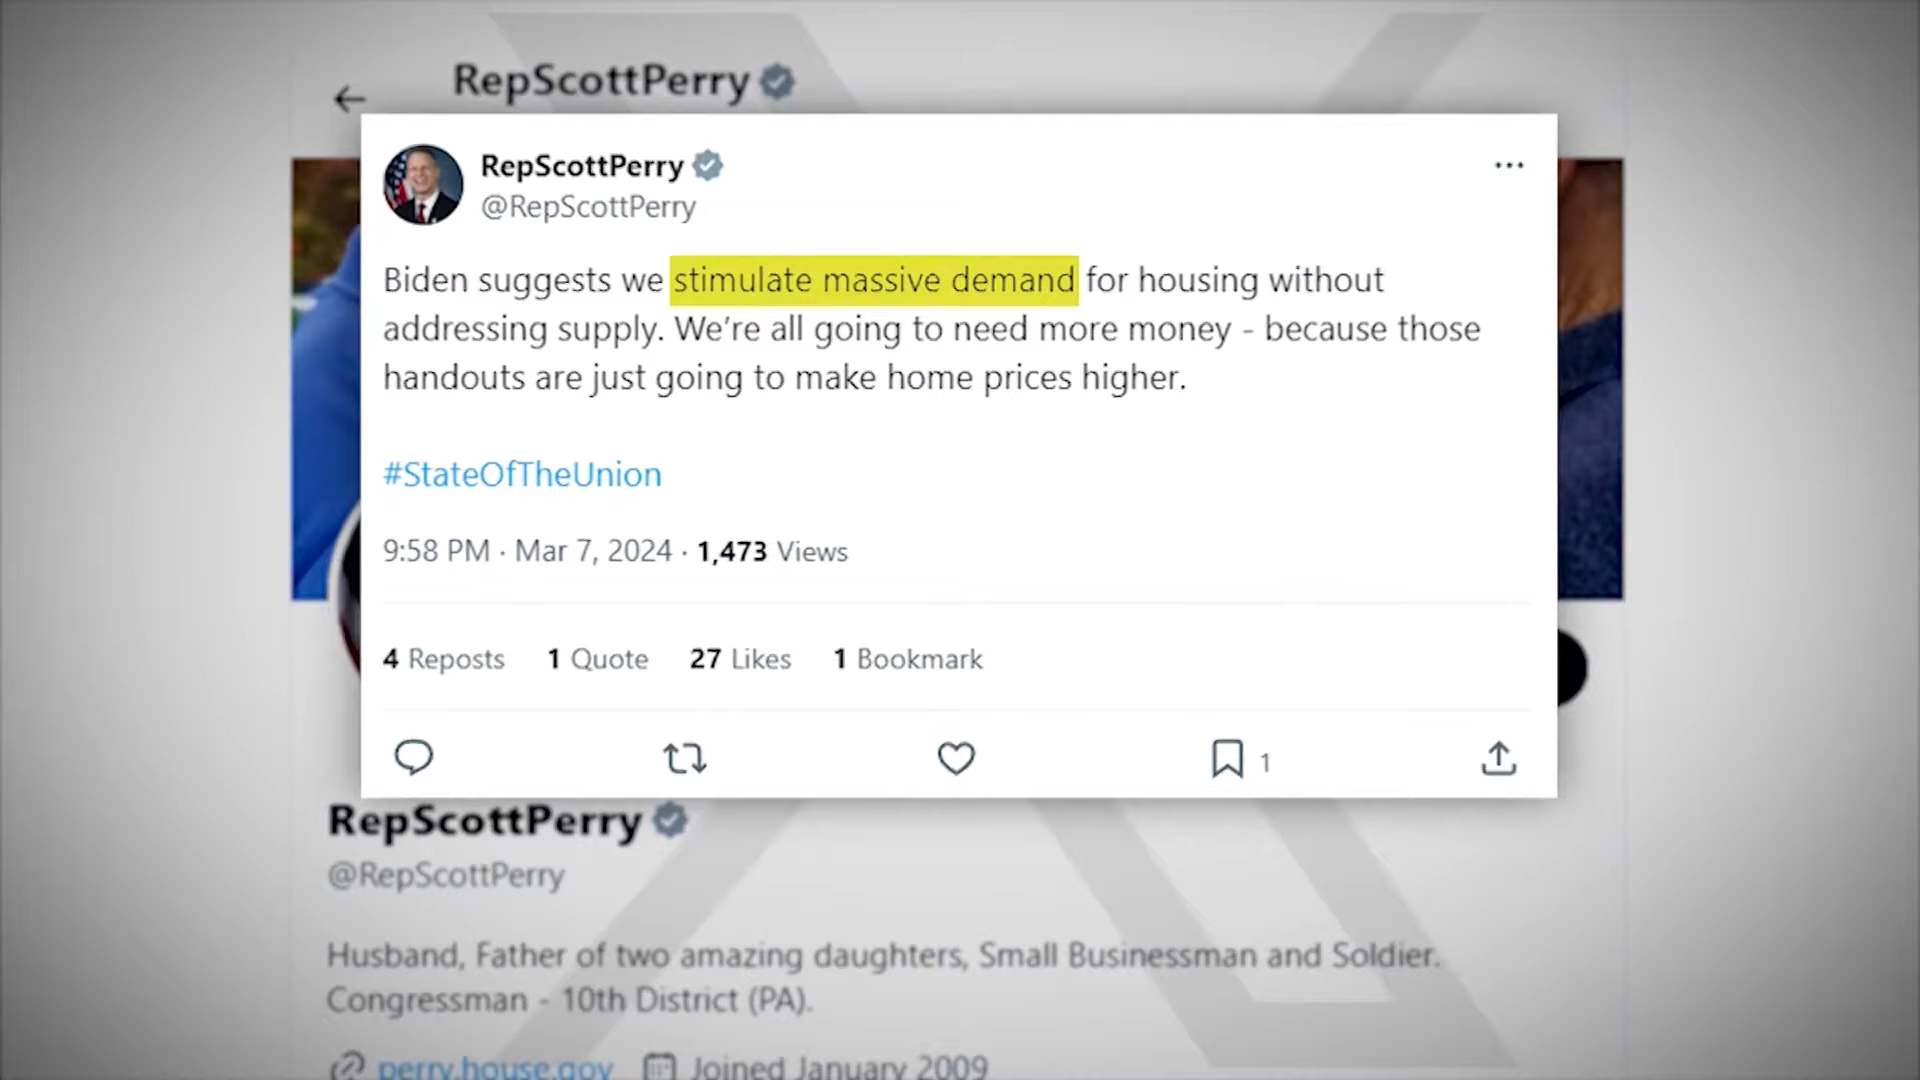 RepScottPerry
RepScottPerry
@RepScottPerry
Biden suggests we stimulate massive demand for housing without
addressing supply. We’re all going to need more money - because those
handouts are just going to make home prices higher.
#StateOfTheUnion
9:58 PM · Mar 7, 2024 · 1,473 Views
4 Reposts 1 Quote 27 Likes 1 Bookmark
1
RepScottPerry
@RepScottPerry
Husband, Father of two amazing daughters, Small Businessman and Soldier.
Congressman - 10th District (PA).
perry.house.gov Joined January 2009